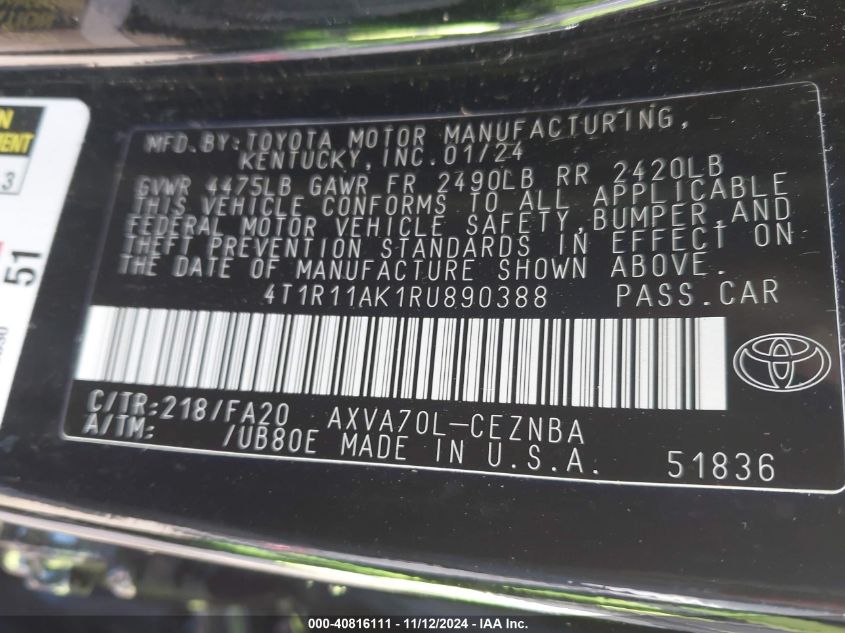 MFD.BY:TOYOTA MOTOR MANUFACTURING,
KENTUCKY,INC.01/24
GVWR 4475LB GAWR FR 2490LB RR 2420LB
THIS VEHICLE CONFORMS TO ALL APPLICABLE
FEDERAL MOTOR VEHICLE SAFETY,BUMPER,AND
THEFT PREVENTION STANDARDS IN EFFECT ON
THE DATE OF MANUFACTURE SHOWN ABOVE.
4T1R11AK1RU890388 PASS.CAR
C/TR:218/FA20 AXVA70L-CEZNBA
A/TM: /UB80E MADE IN U.S.A. 51836
3
51
000-40816111 - 11/12/2024 - IAA Inc.